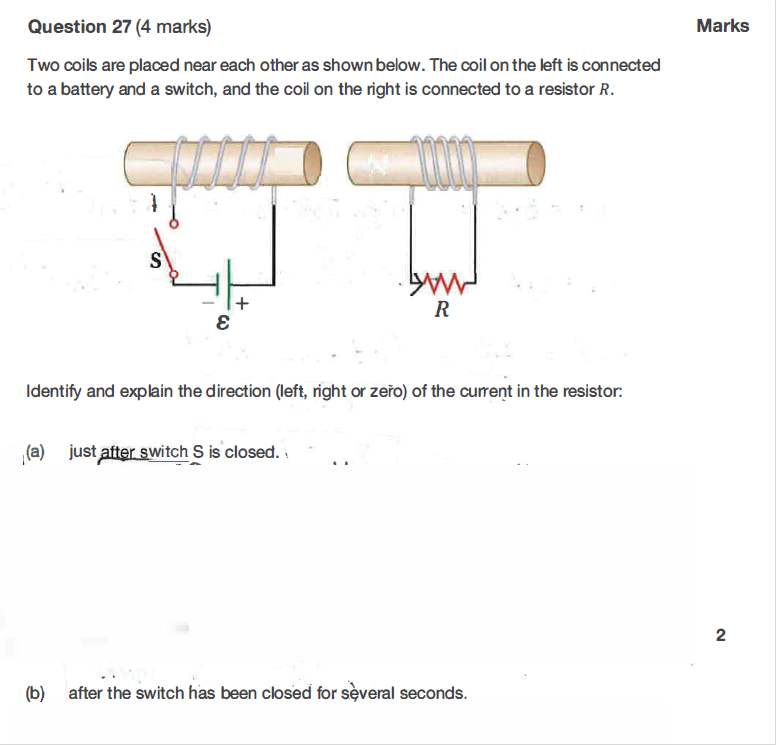 Question 27 (4 marks)
Marks
Two coils are placed near each other as shown below. The coil on the left is connected
to a battery and a switch, and the coil on the right is connected to a resistor R.
S
− +
ε
R
Identify and explain the direction (left, right or zero) of the current in the resistor:
(a) just after switch S is closed.
2
(b) after the switch has been closed for several seconds.